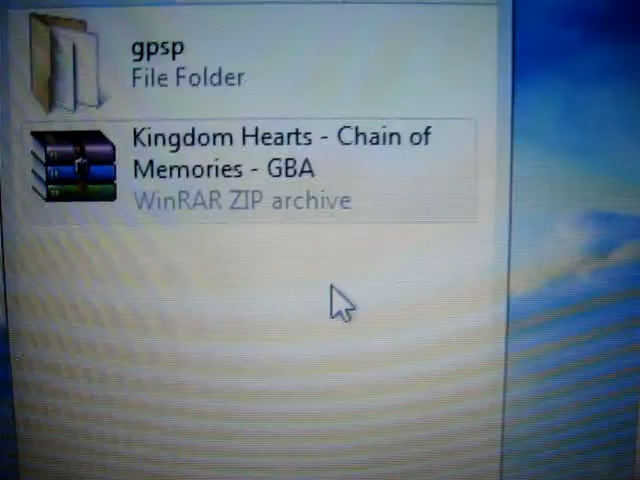 gpsp
File Folder
Kingdom Hearts - Chain of
Memories - GBA
WinRAR ZIP archive